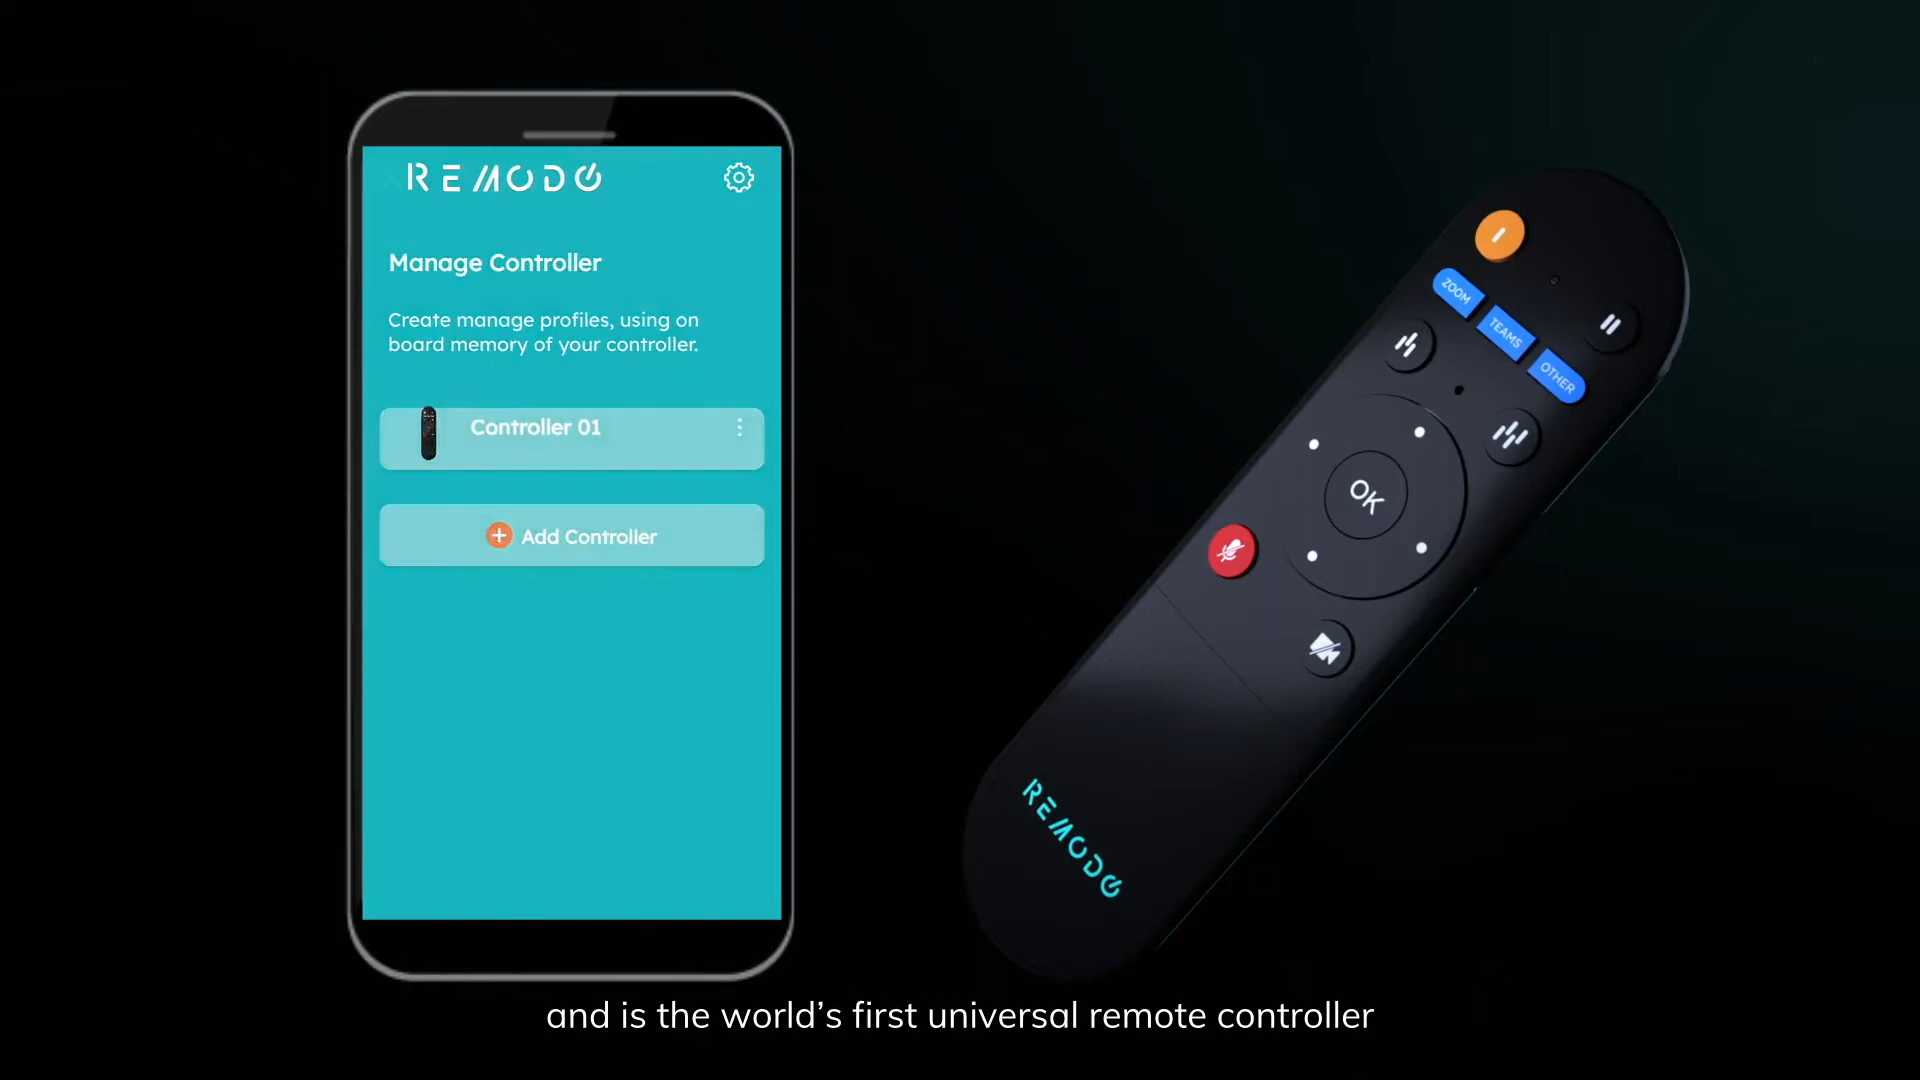 REMODO
Manage Controller
Create manage profiles, using on
board memory of your controller.
Controller 01
Add Controller
ZOOM
TEAMS
OTHER
OK
REMODO
and is the world’s first universal remote controller